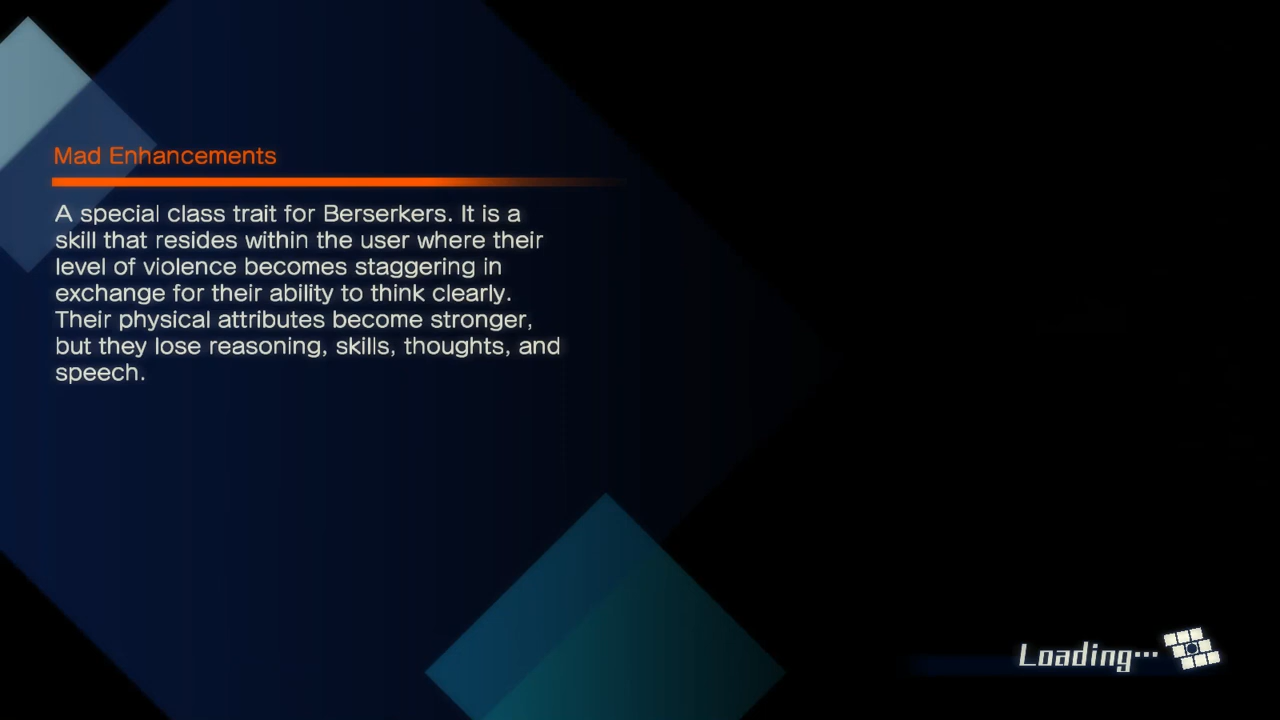 Mad Enhancements
A special class trait for Berserkers. It is a
skill that resides within the user where their
level of violence becomes staggering in
exchange for their ability to think clearly.
Their physical attributes become stronger,
but they lose reasoning, skills, thoughts, and
speech.
Loading···